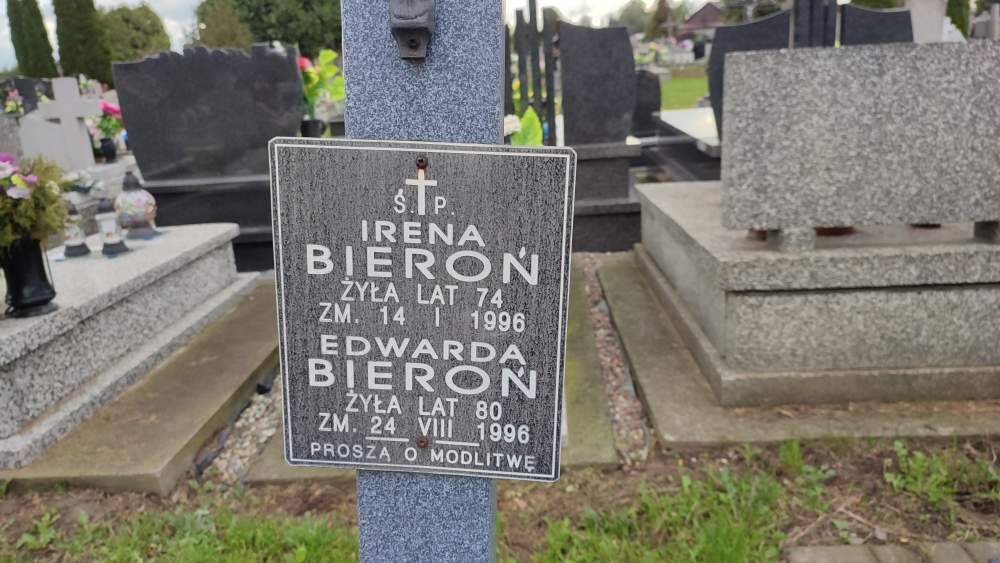 Ś. P.
IRENA
BIEROŃ
ŻYŁA LAT 74
ZM. 14 I 1996
EDWARDA
BIEROŃ
ŻYŁA LAT 80
ZM. 24 VIII 1996
PROSZĄ O MODLITWĘ